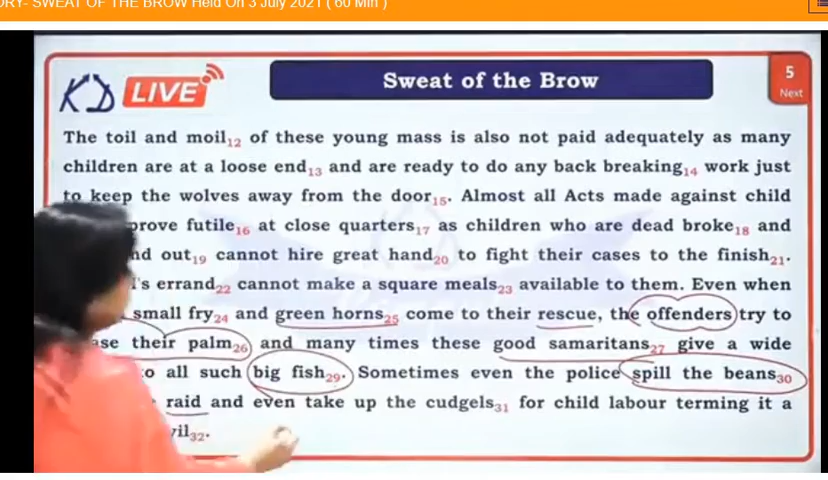 ORY- SWEAT OF THE BROW Held On 3 July 2021 ( 60 Min )
KD LIVE
Sweat of the Brow
5
Next
The toil and moil12 of these young mass is also not paid adequately as many
children are at a loose end13 and are ready to do any back breaking14 work just
to keep the wolves away from the door15. Almost all Acts made against child
prove futile16 at close quarters17 as children who are dead broke18 and
out19 cannot hire great hand20 to fight their cases to the finish21.
's errand22 cannot make a square meals23 available to them. Even when
small fry24 and green horns25 come to their rescue, the offenders try to
their palm26 and many times these good samaritans27 give a wide
to all such big fish29. Sometimes even the police spill the beans30
raid and even take up the cudgels31 for child labour terming it a